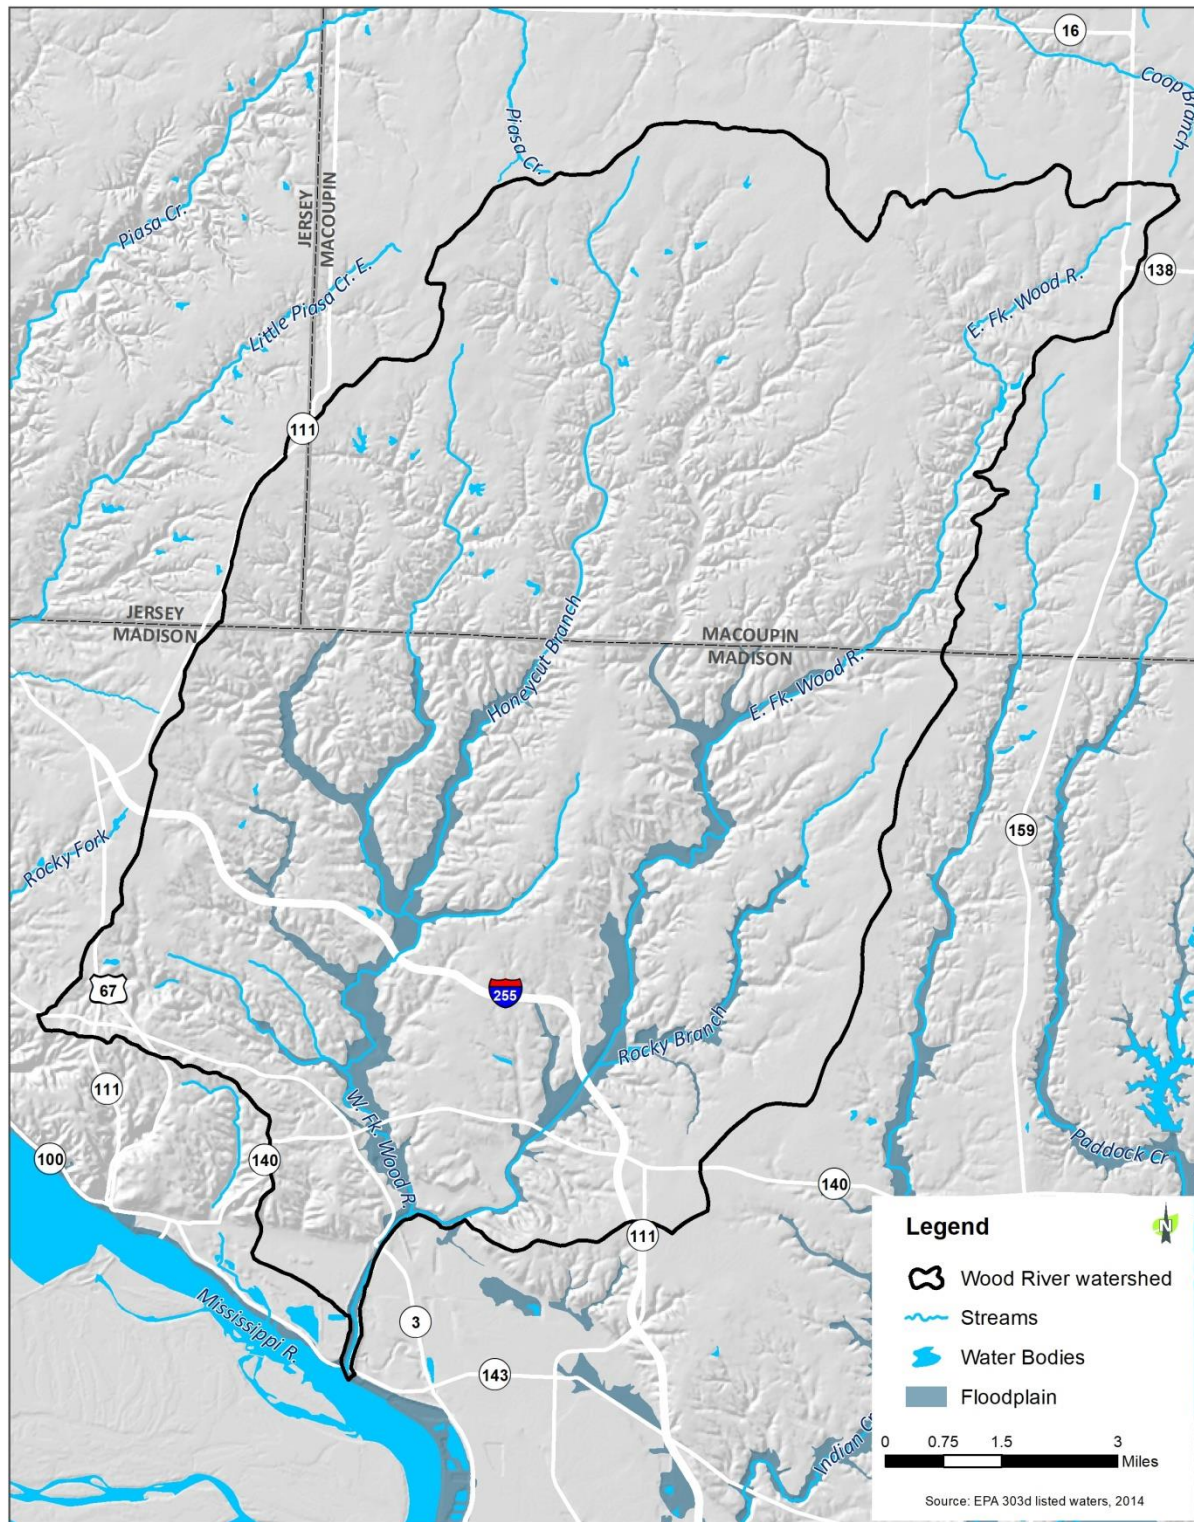 16
Coop Branch
Piasa Cr.
JERSEY
MACOUPIN
Piasa Cr.
Little Piasa Cr. E.
E. Fk. Wood R.
138
111
JERSEY
MADISON
MACOUPIN
MADISON
Honeycut Branch
E. Fk. Wood R.
159
Rocky Fork
67
255
Rocky Branch
111
W. Fk. Wood R.
100
140
Paddock Cr
140
111
Mississippi R.
3
143
Indian Cr
Legend
N
Wood River watershed
Streams
Water Bodies
Floodplain
0 0.75 1.5 3
Miles
Source: EPA 303d listed waters, 2014